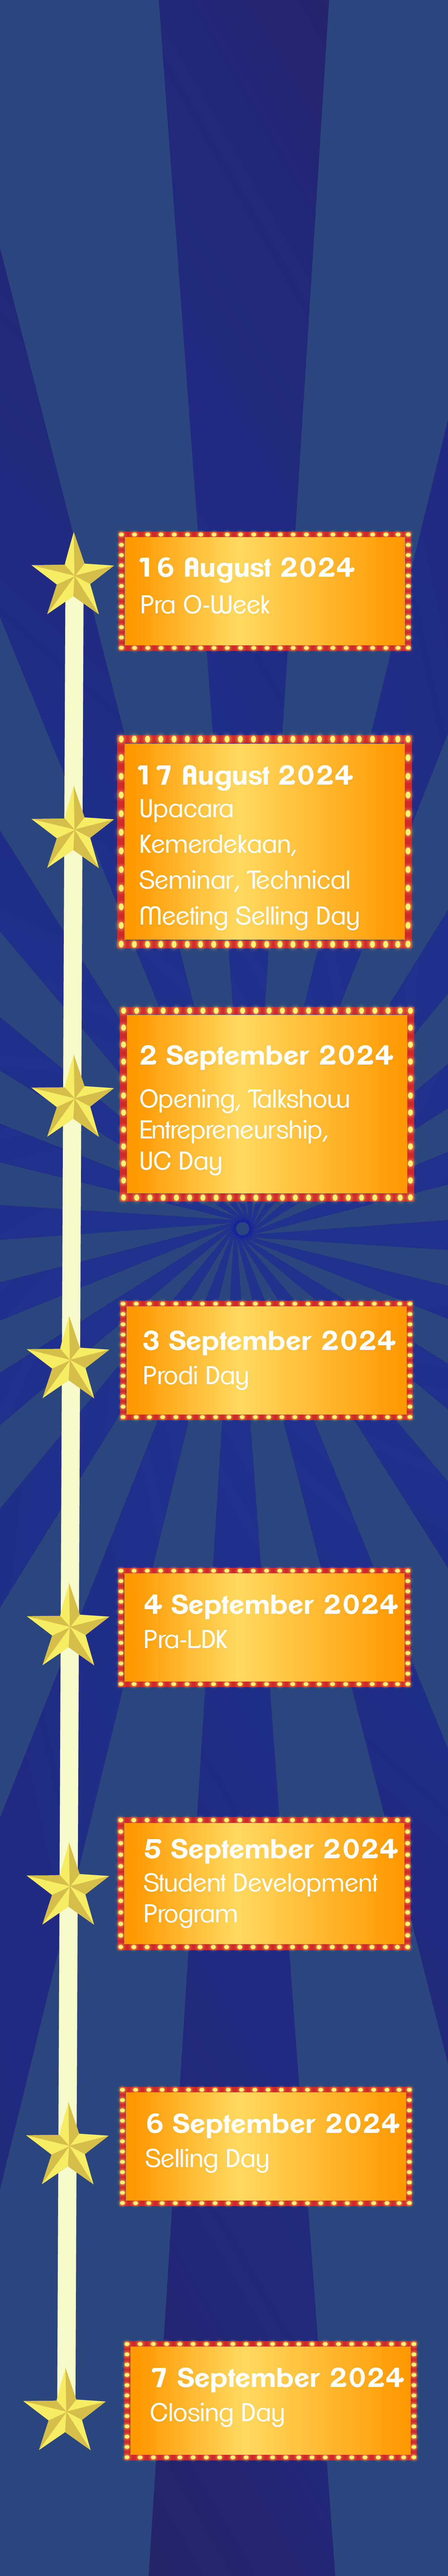 16 August 2024
Pra O-Week
17 August 2024
Upacara
Kemerdekaan,
Seminar, Technical
Meeting Selling Day
2 September 2024
Opening, Talkshow
Entrepreneurship,
UC Day
3 September 2024
Prodi Day
4 September 2024
Pra-LDK
5 September 2024
Student Development
Program
6 September 2024
Selling Day
7 September 2024
Closing Day